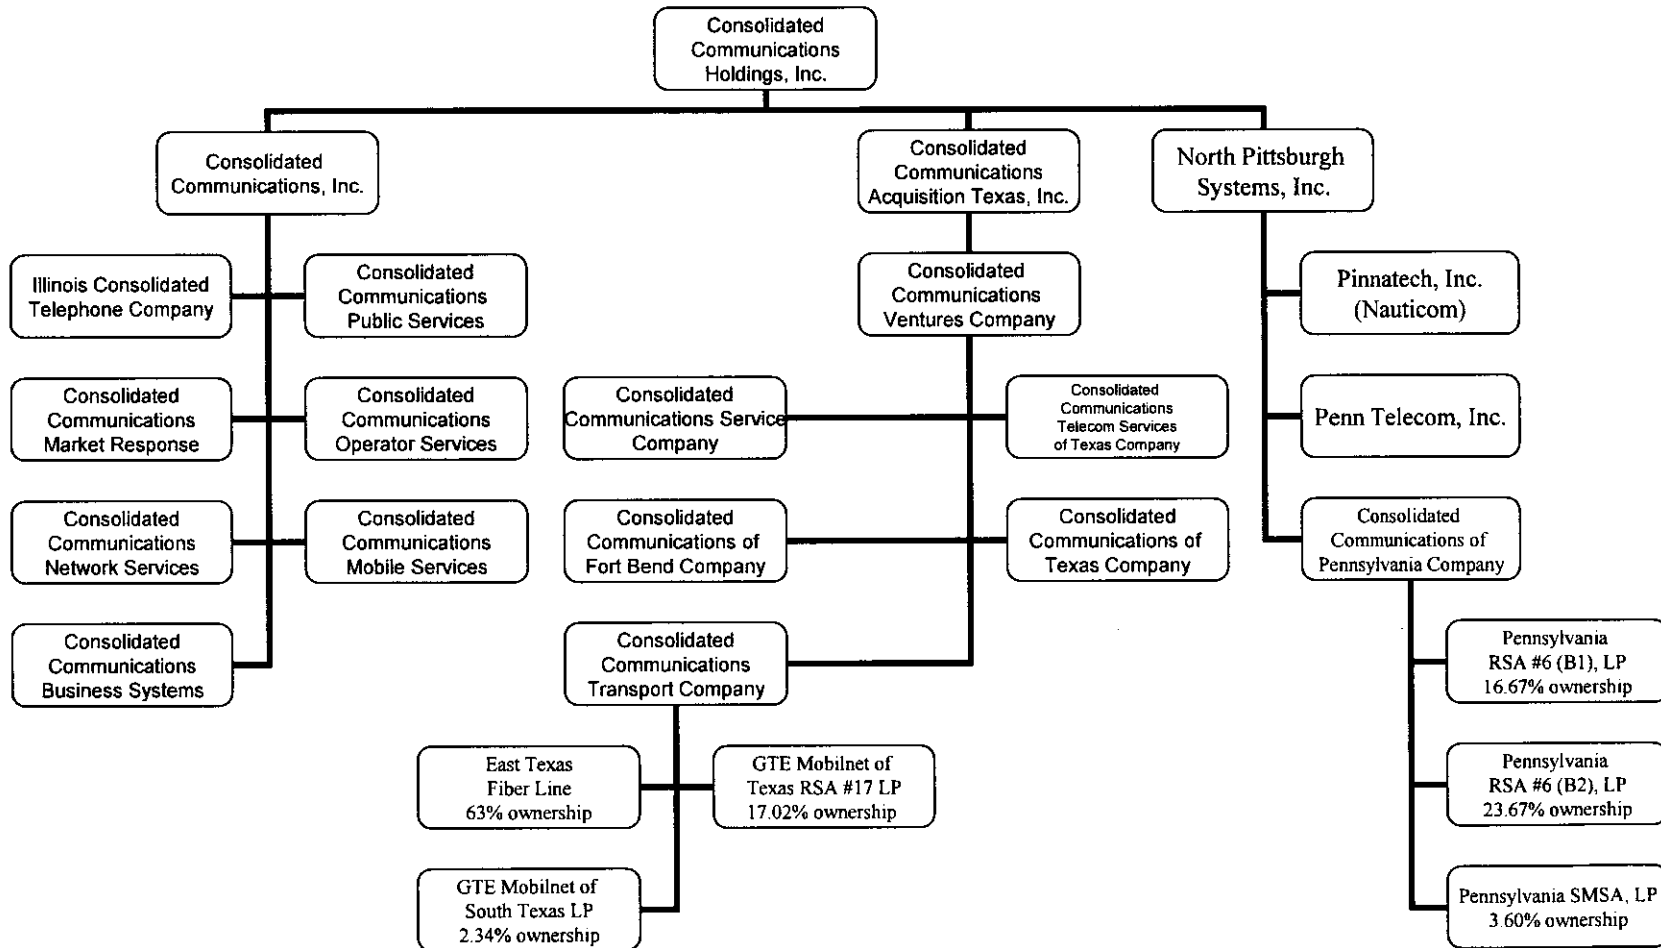 Consolidated
Communications
Holdings, Inc.
Consolidated
Communications, Inc.
Consolidated
Communications
Acquisition Texas, Inc.
North Pittsburgh
Systems, Inc.
Illinois Consolidated
Telephone Company
Consolidated
Communications
Public Services
Consolidated
Communications
Ventures Company
Pinnatech, Inc.
(Nauticom)
Consolidated
Communications
Market Response
Consolidated
Communications
Operator Services
Consolidated
Communications Service
Company
Consolidated
Communications
Telecom Services
of Texas Company
Penn Telecom, Inc.
Consolidated
Communications
Network Services
Consolidated
Communications
Mobile Services
Consolidated
Communications of
Fort Bend Company
Consolidated
Communications of
Texas Company
Consolidated
Communications of
Pennsylvania Company
Consolidated
Communications
Business Systems
Consolidated
Communications
Transport Company
Pennsylvania
RSA #6 (B1), LP
16.67% ownership
East Texas
Fiber Line
63% ownership
GTE Mobilnet of
Texas RSA #17 LP
17.02% ownership
Pennsylvania
RSA #6 (B2), LP
23.67% ownership
GTE Mobilnet of
South Texas LP
2.34% ownership
Pennsylvania SMSA, LP
3.60% ownership